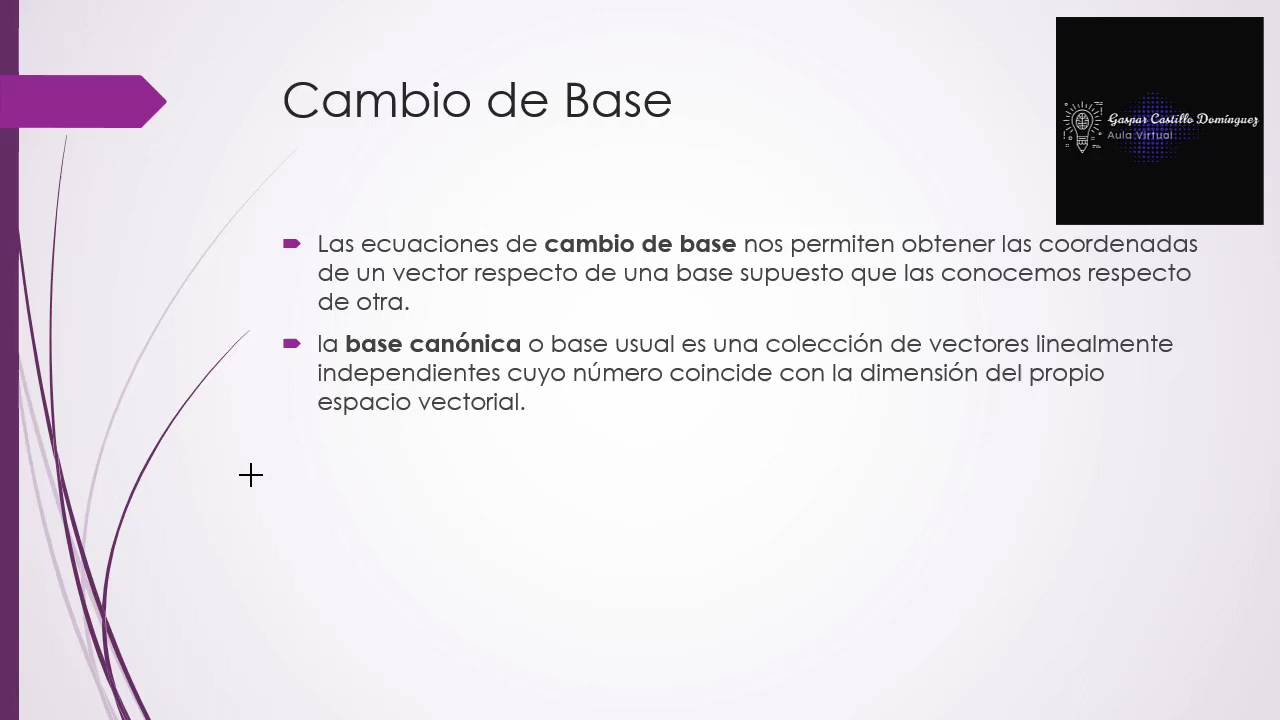 Cambio de Base
Gaspar Castillo Domínguez
Aula Virtual
Las ecuaciones de cambio de base nos permiten obtener las coordenadas
de un vector respecto de una base supuesto que las conocemos respecto
de otra.
la base canónica o base usual es una colección de vectores linealmente
independientes cuyo número coincide con la dimensión del propio
espacio vectorial.